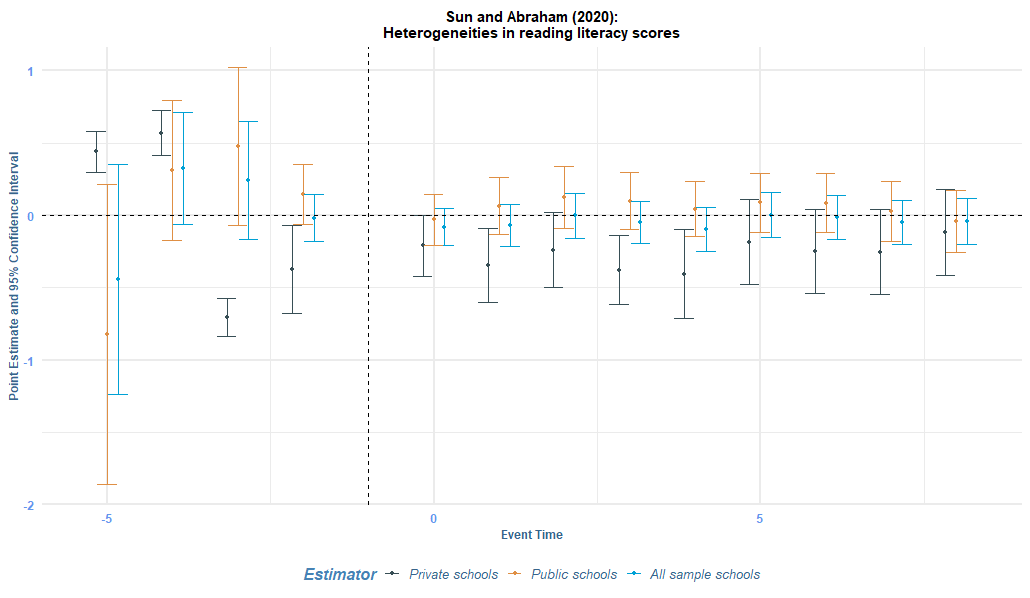 Sun and Abraham (2020):
Heterogeneities in reading literacy scores
Point Estimate and 95% Confidence Interval
1
0
-1
-2
-5
0
5
Event Time
Estimator
Private schools
Public schools
All sample schools